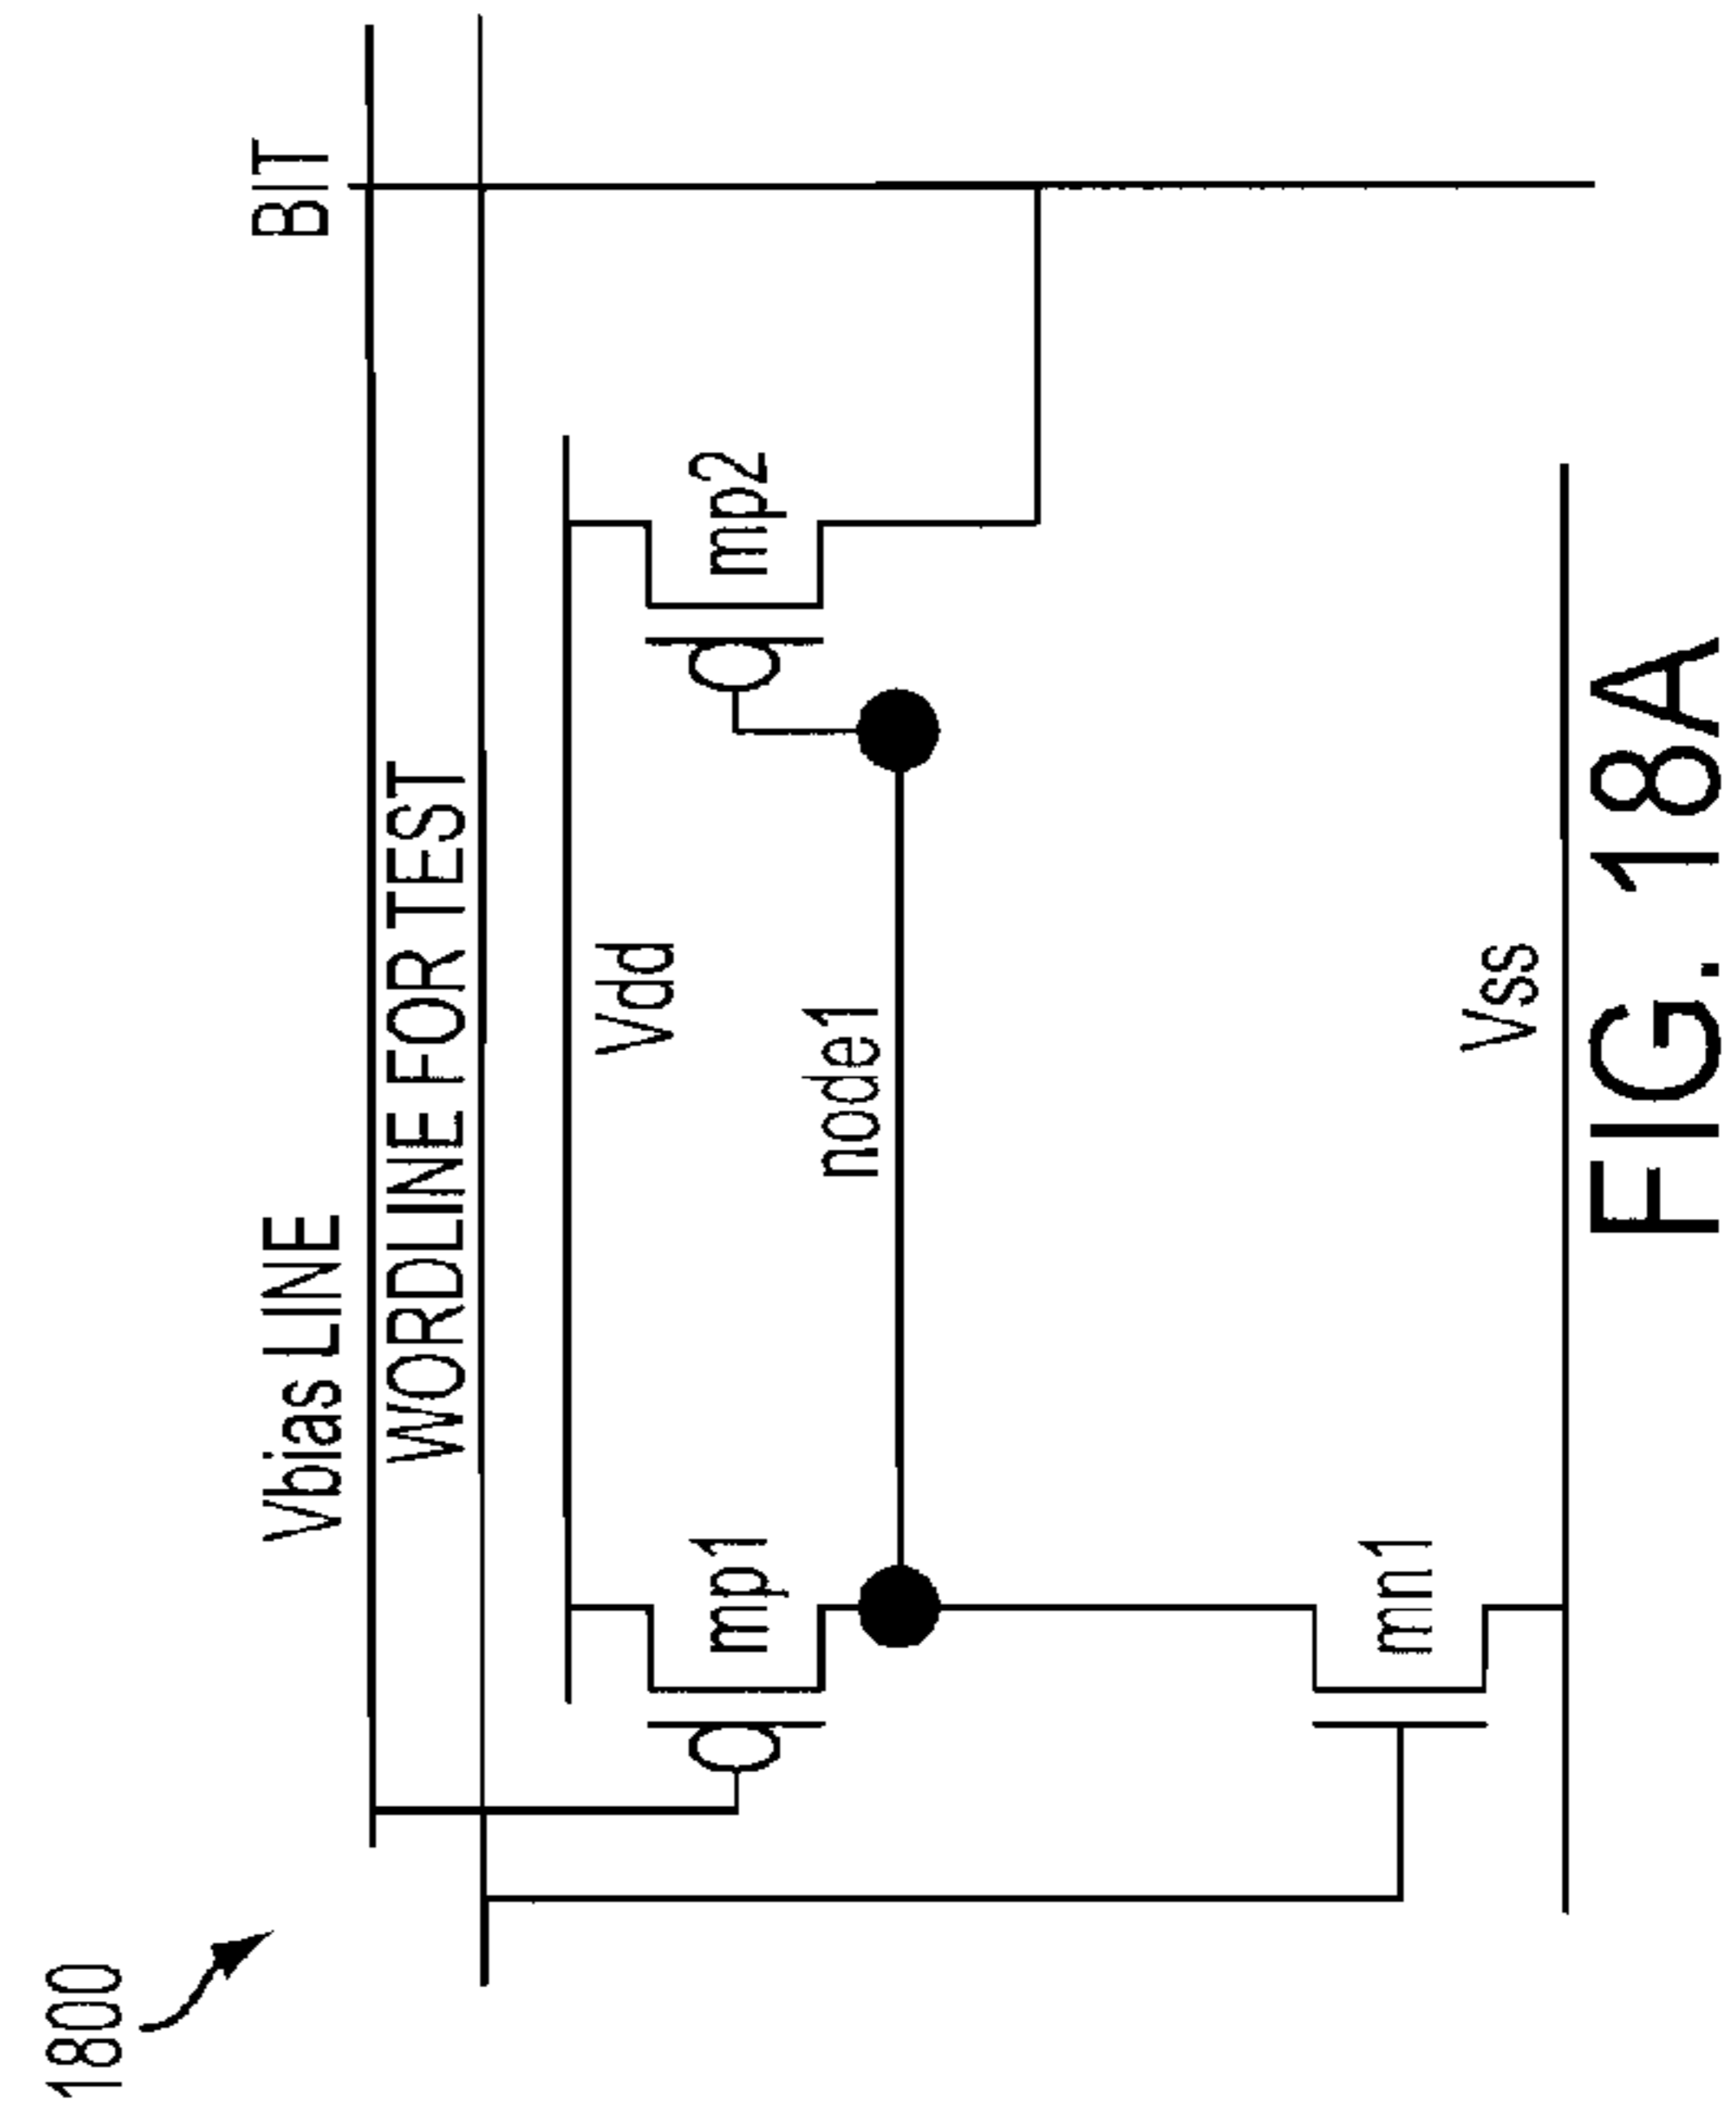 1800
Vbias LINE
BIT
WORDLINE FOR TEST
Vdd
mp1
mp2
node1
mn1
Vss
FIG. 18A